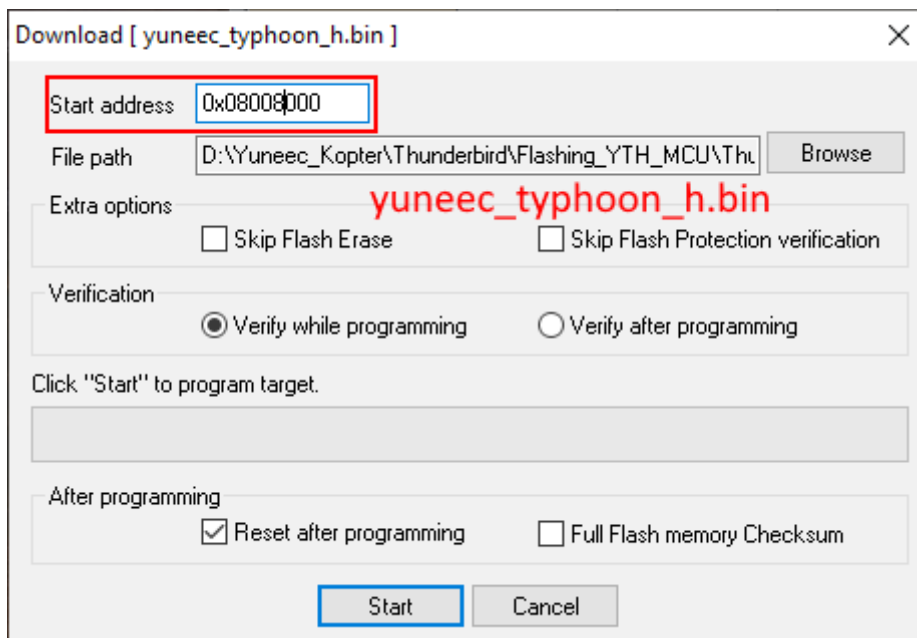 Download [ yuneec_typhoon_h.bin ]
Start address 0x08008000
File path D:\Yuneec_Kopter\Thunderbird\Flashing_YTH_MCU\Thu Browse
yuneec_typhoon_h.bin
Extra options
Skip Flash Erase Skip Flash Protection verification
Verification
Verify while programming Verify after programming
Click "Start" to program target.
After programming
Reset after programming Full Flash memory Checksum
Start Cancel